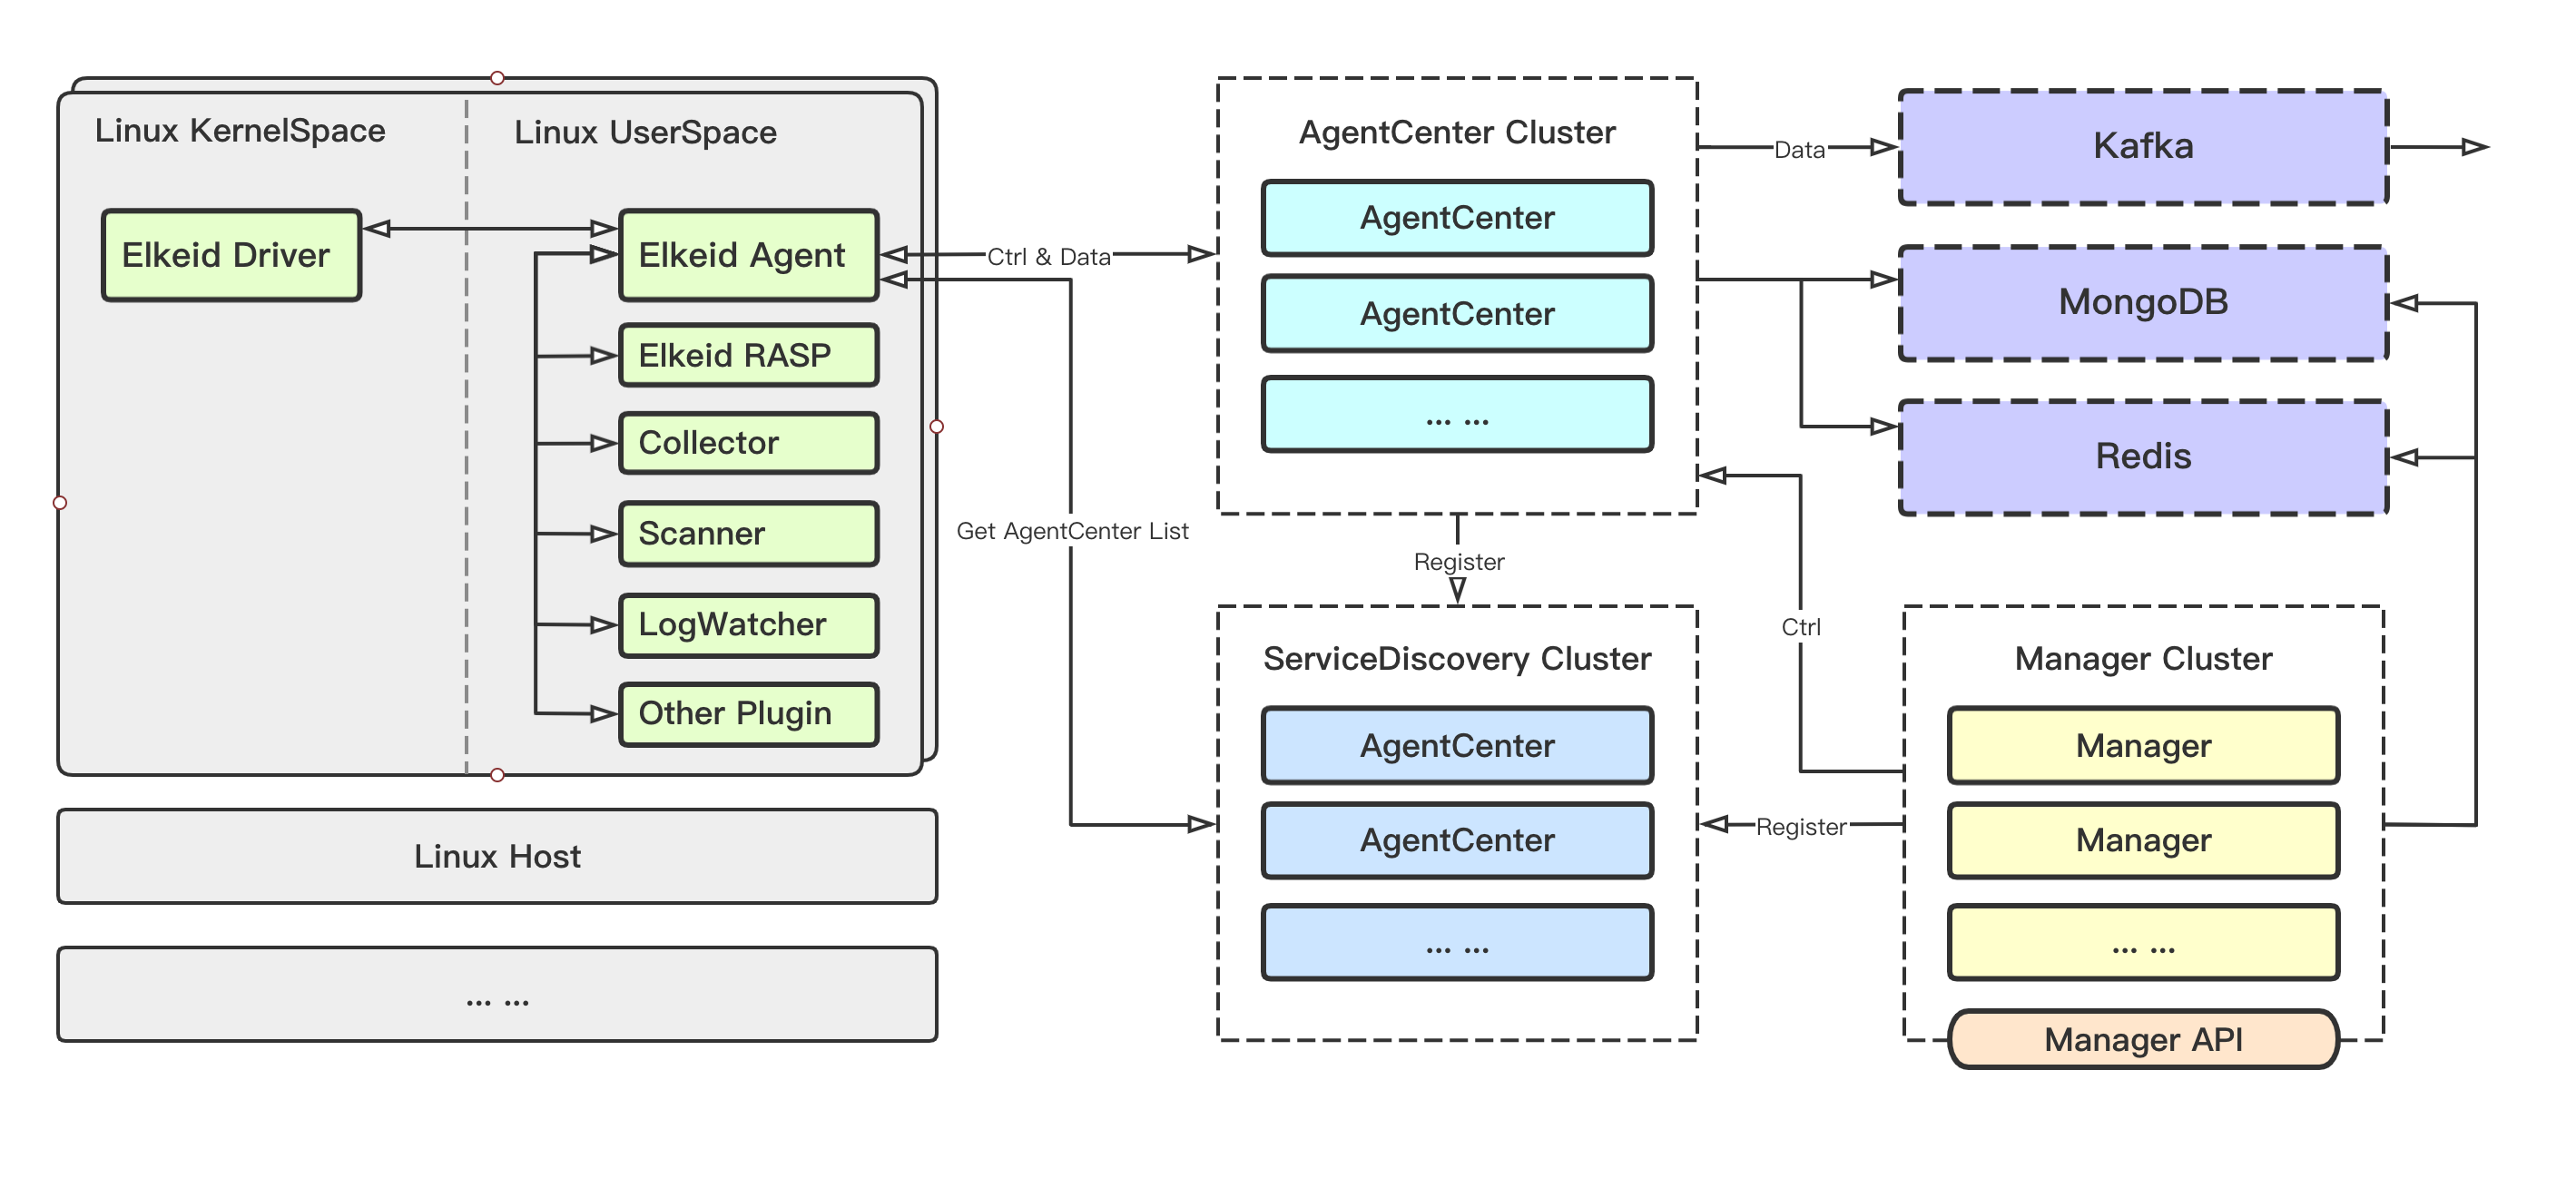 Linux KernelSpace
Linux UserSpace
Elkeid Driver
Elkeid Agent
Elkeid RASP
Collector
Scanner
LogWatcher
Other Plugin
Linux Host
... ...
Ctrl & Data
Get AgentCenter List
AgentCenter Cluster
AgentCenter
AgentCenter
... ...
Register
ServiceDiscovery Cluster
AgentCenter
AgentCenter
... ...
Data
Ctrl
Register
Kafka
MongoDB
Redis
Manager Cluster
Manager
Manager
... ...
Manager API